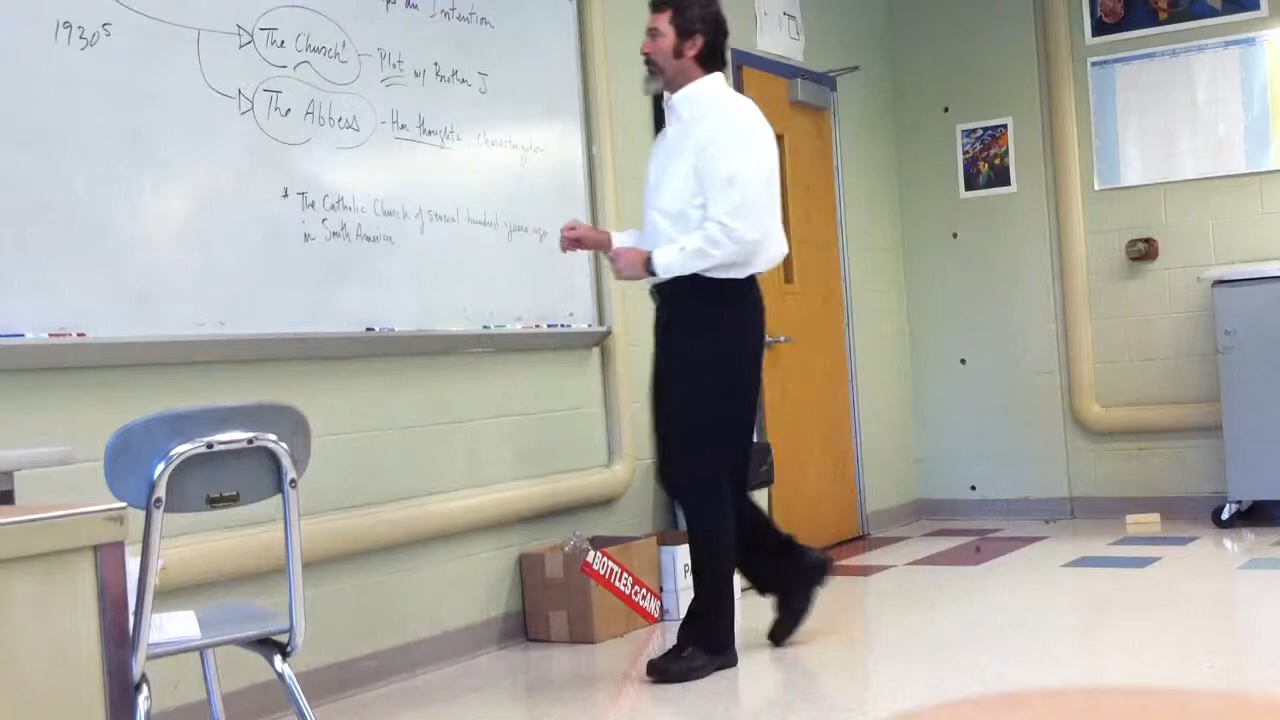 an Intention
1930s
The Church' - Plot w/ Brother J
The Abbess - Her thoughts, Characterization
* The Catholic Church of several hundred years ago
in South America
BOTTLES & CANS